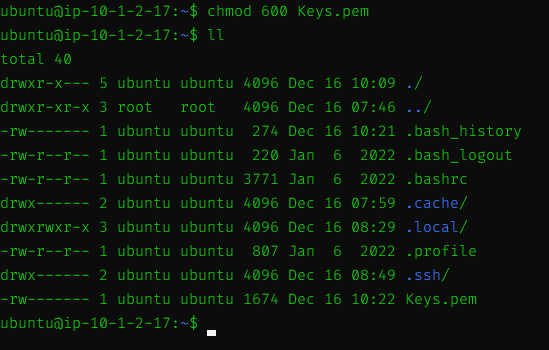 ubuntu@ip-10-1-2-17:~$ chmod 600 Keys.pem
ubuntu@ip-10-1-2-17:~$ ll
total 40
drwxr-x--- 5 ubuntu ubuntu 4096 Dec 16 10:09 ./
drwxr-xr-x 3 root   root   4096 Dec 16 07:46 ../
-rw------- 1 ubuntu ubuntu  274 Dec 16 10:21 .bash_history
-rw-r--r-- 1 ubuntu ubuntu  220 Jan  6  2022 .bash_logout
-rw-r--r-- 1 ubuntu ubuntu 3771 Jan  6  2022 .bashrc
drwx------ 2 ubuntu ubuntu 4096 Dec 16 07:59 .cache/
drwxrwxr-x 3 ubuntu ubuntu 4096 Dec 16 08:29 .local/
-rw-r--r-- 1 ubuntu ubuntu  807 Jan  6  2022 .profile
drwx------ 2 ubuntu ubuntu 4096 Dec 16 08:49 .ssh/
-rw------- 1 ubuntu ubuntu 1674 Dec 16 10:22 Keys.pem
ubuntu@ip-10-1-2-17:~$